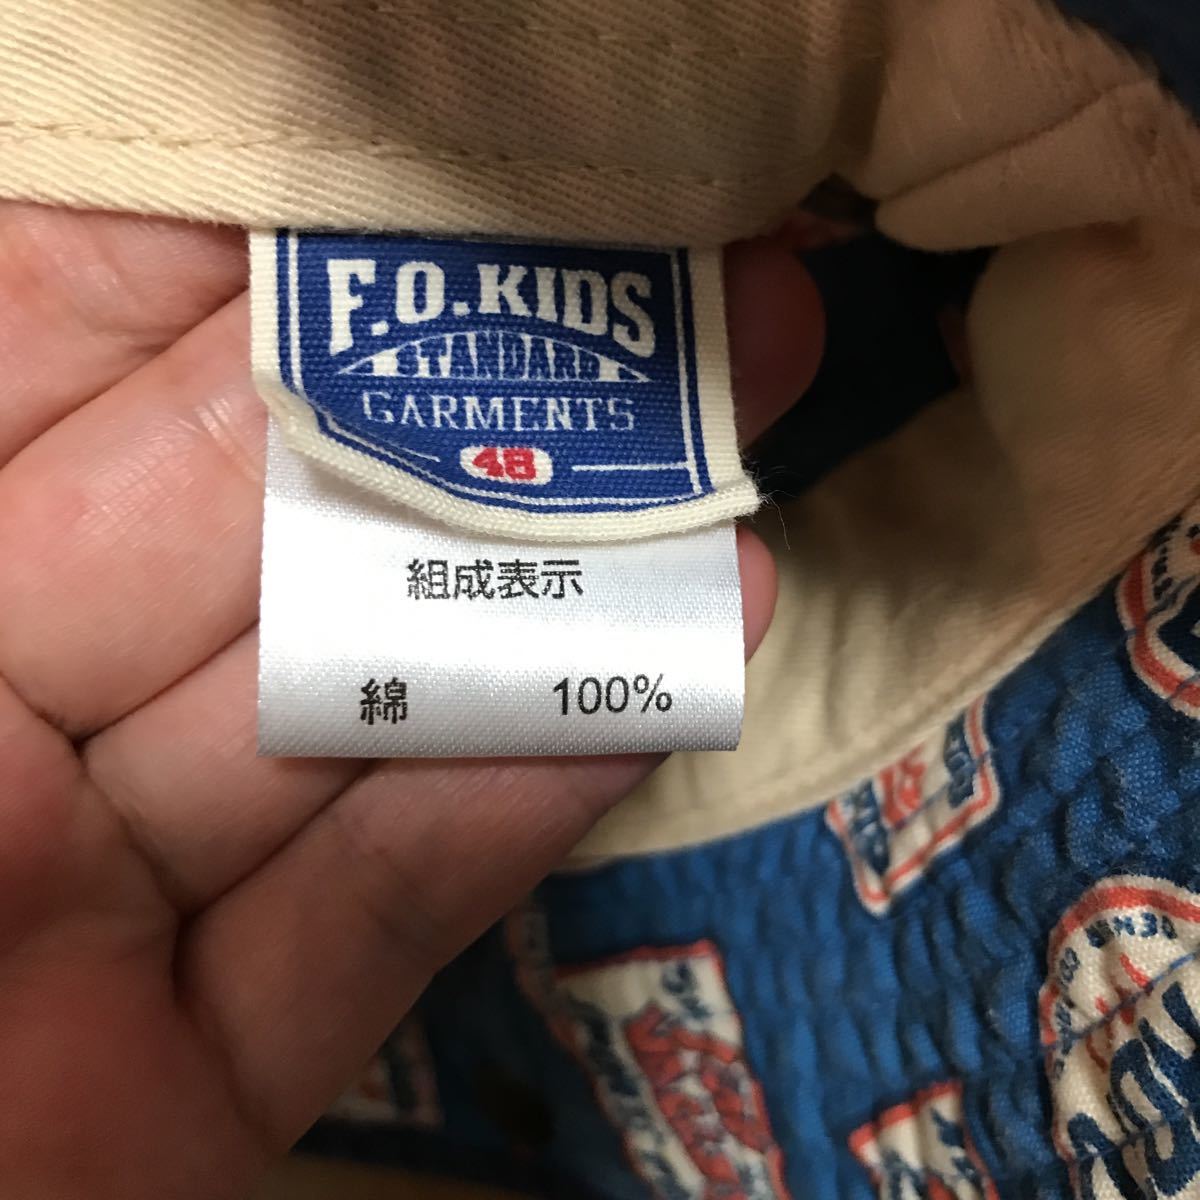 F.O.KIDS
STANDARD
GARMENTS
48
組成表示
綿 100%